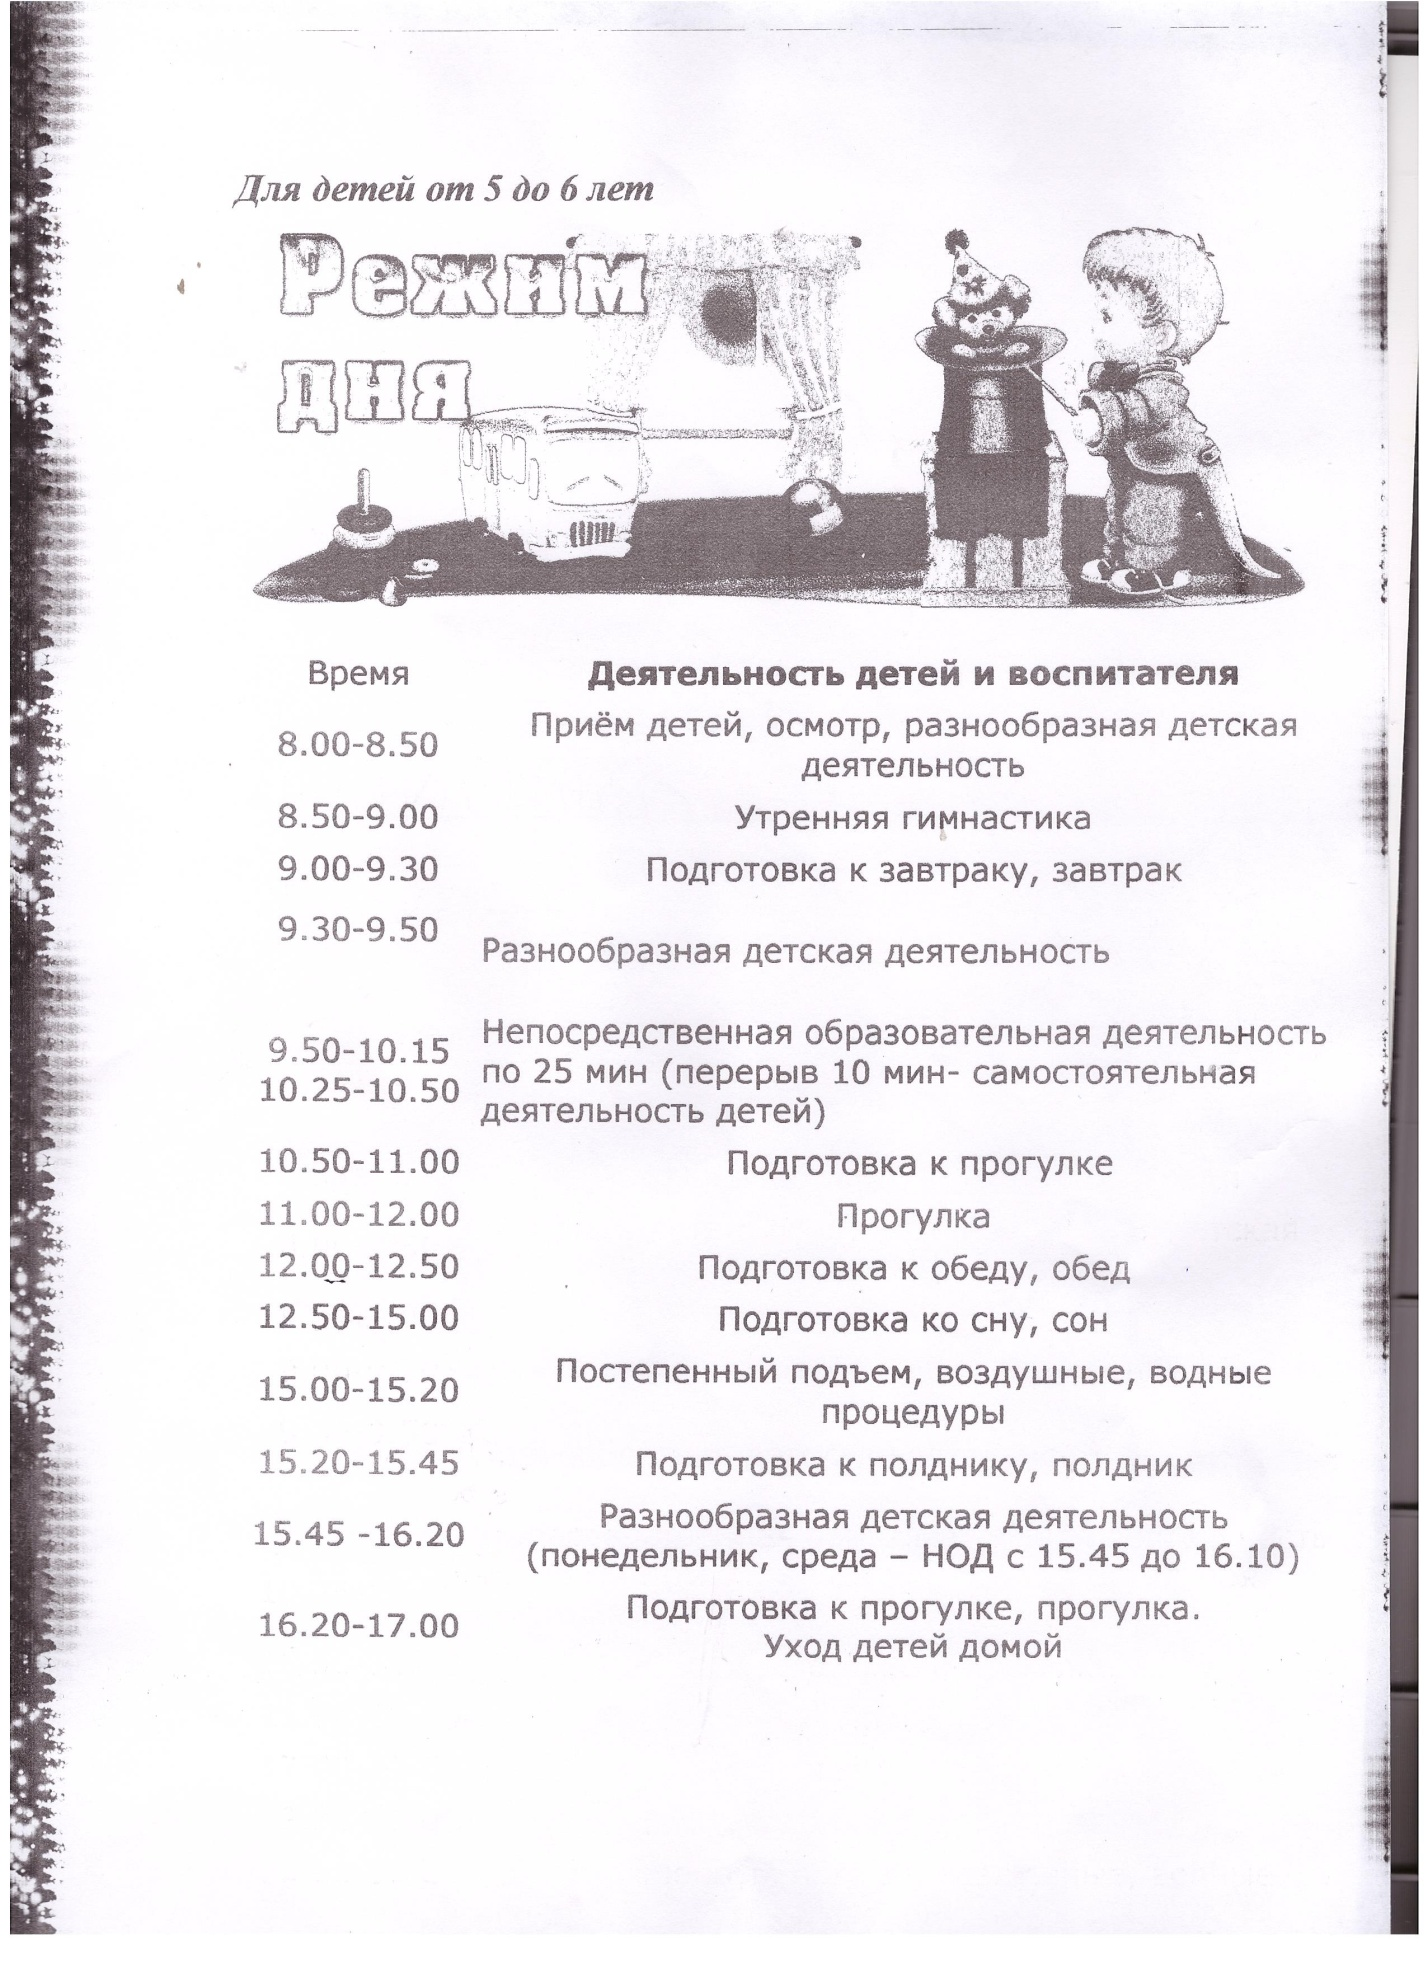 Для детей от 5 до 6 лет
Режим
дня
Время Деятельность детей и воспитателя
8.00-8.50 Приём детей, осмотр, разнообразная детская
деятельность
8.50-9.00 Утренняя гимнастика
9.00-9.30 Подготовка к завтраку, завтрак
9.30-9.50
Разнообразная детская деятельность
Непосредственная образовательная деятельность
9.50-10.15 по 25 мин (перерыв 10 мин- самостоятельная
10.25-10.50 деятельность детей)
10.50-11.00 Подготовка к прогулке
11.00-12.00 Прогулка
12.00-12.50 Подготовка к обеду, обед
12.50-15.00 Подготовка ко сну, сон
15.00-15.20 Постепенный подъем, воздушные, водные
процедуры
15.20-15.45 Подготовка к полднику, полдник
15.45 -16.20 Разнообразная детская деятельность
(понедельник, среда – НОД с 15.45 до 16.10)
16.20-17.00 Подготовка к прогулке, прогулка.
Уход детей домой